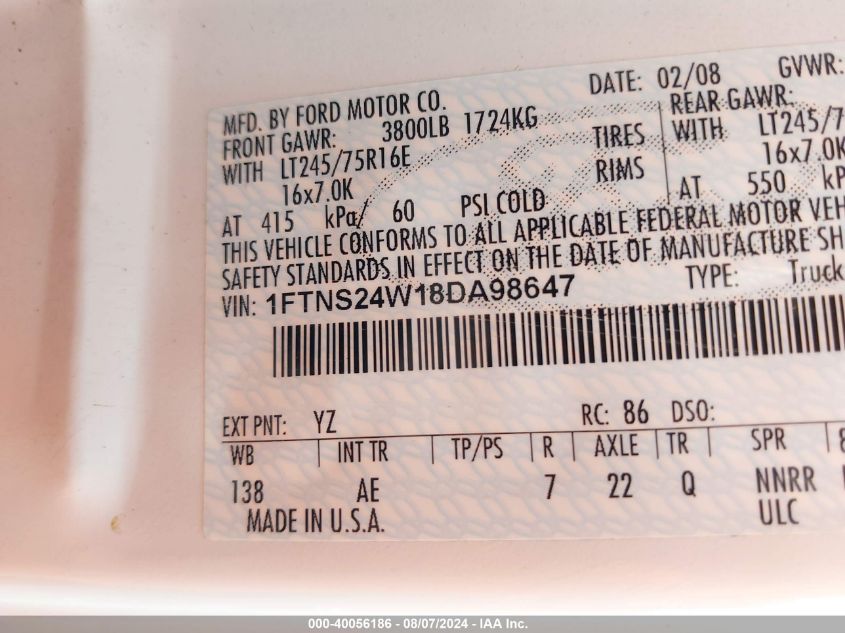 DATE: 02/08 GVWR:
MFD. BY FORD MOTOR CO.
FRONT GAWR: 3800LB 1724KG REAR GAWR:
WITH LT245/75R16E TIRES WITH LT245/7
16x7.0K RIMS 16x7.0K
AT 415 kPa/ 60 PSI COLD AT 550 kP
THIS VEHICLE CONFORMS TO ALL APPLICABLE FEDERAL MOTOR VEH
SAFETY STANDARDS IN EFFECT ON THE DATE OF MANUFACTURE SH
VIN: 1FTNS24W18DA98647 TYPE: Truck
EXT PNT: YZ RC: 86 DSO:
WB INT TR TP/PS R AXLE TR SPR
138 AE 7 22 Q NNRR
MADE IN U.S.A. ULC
000-40056186 - 08/07/2024 - IAA Inc.